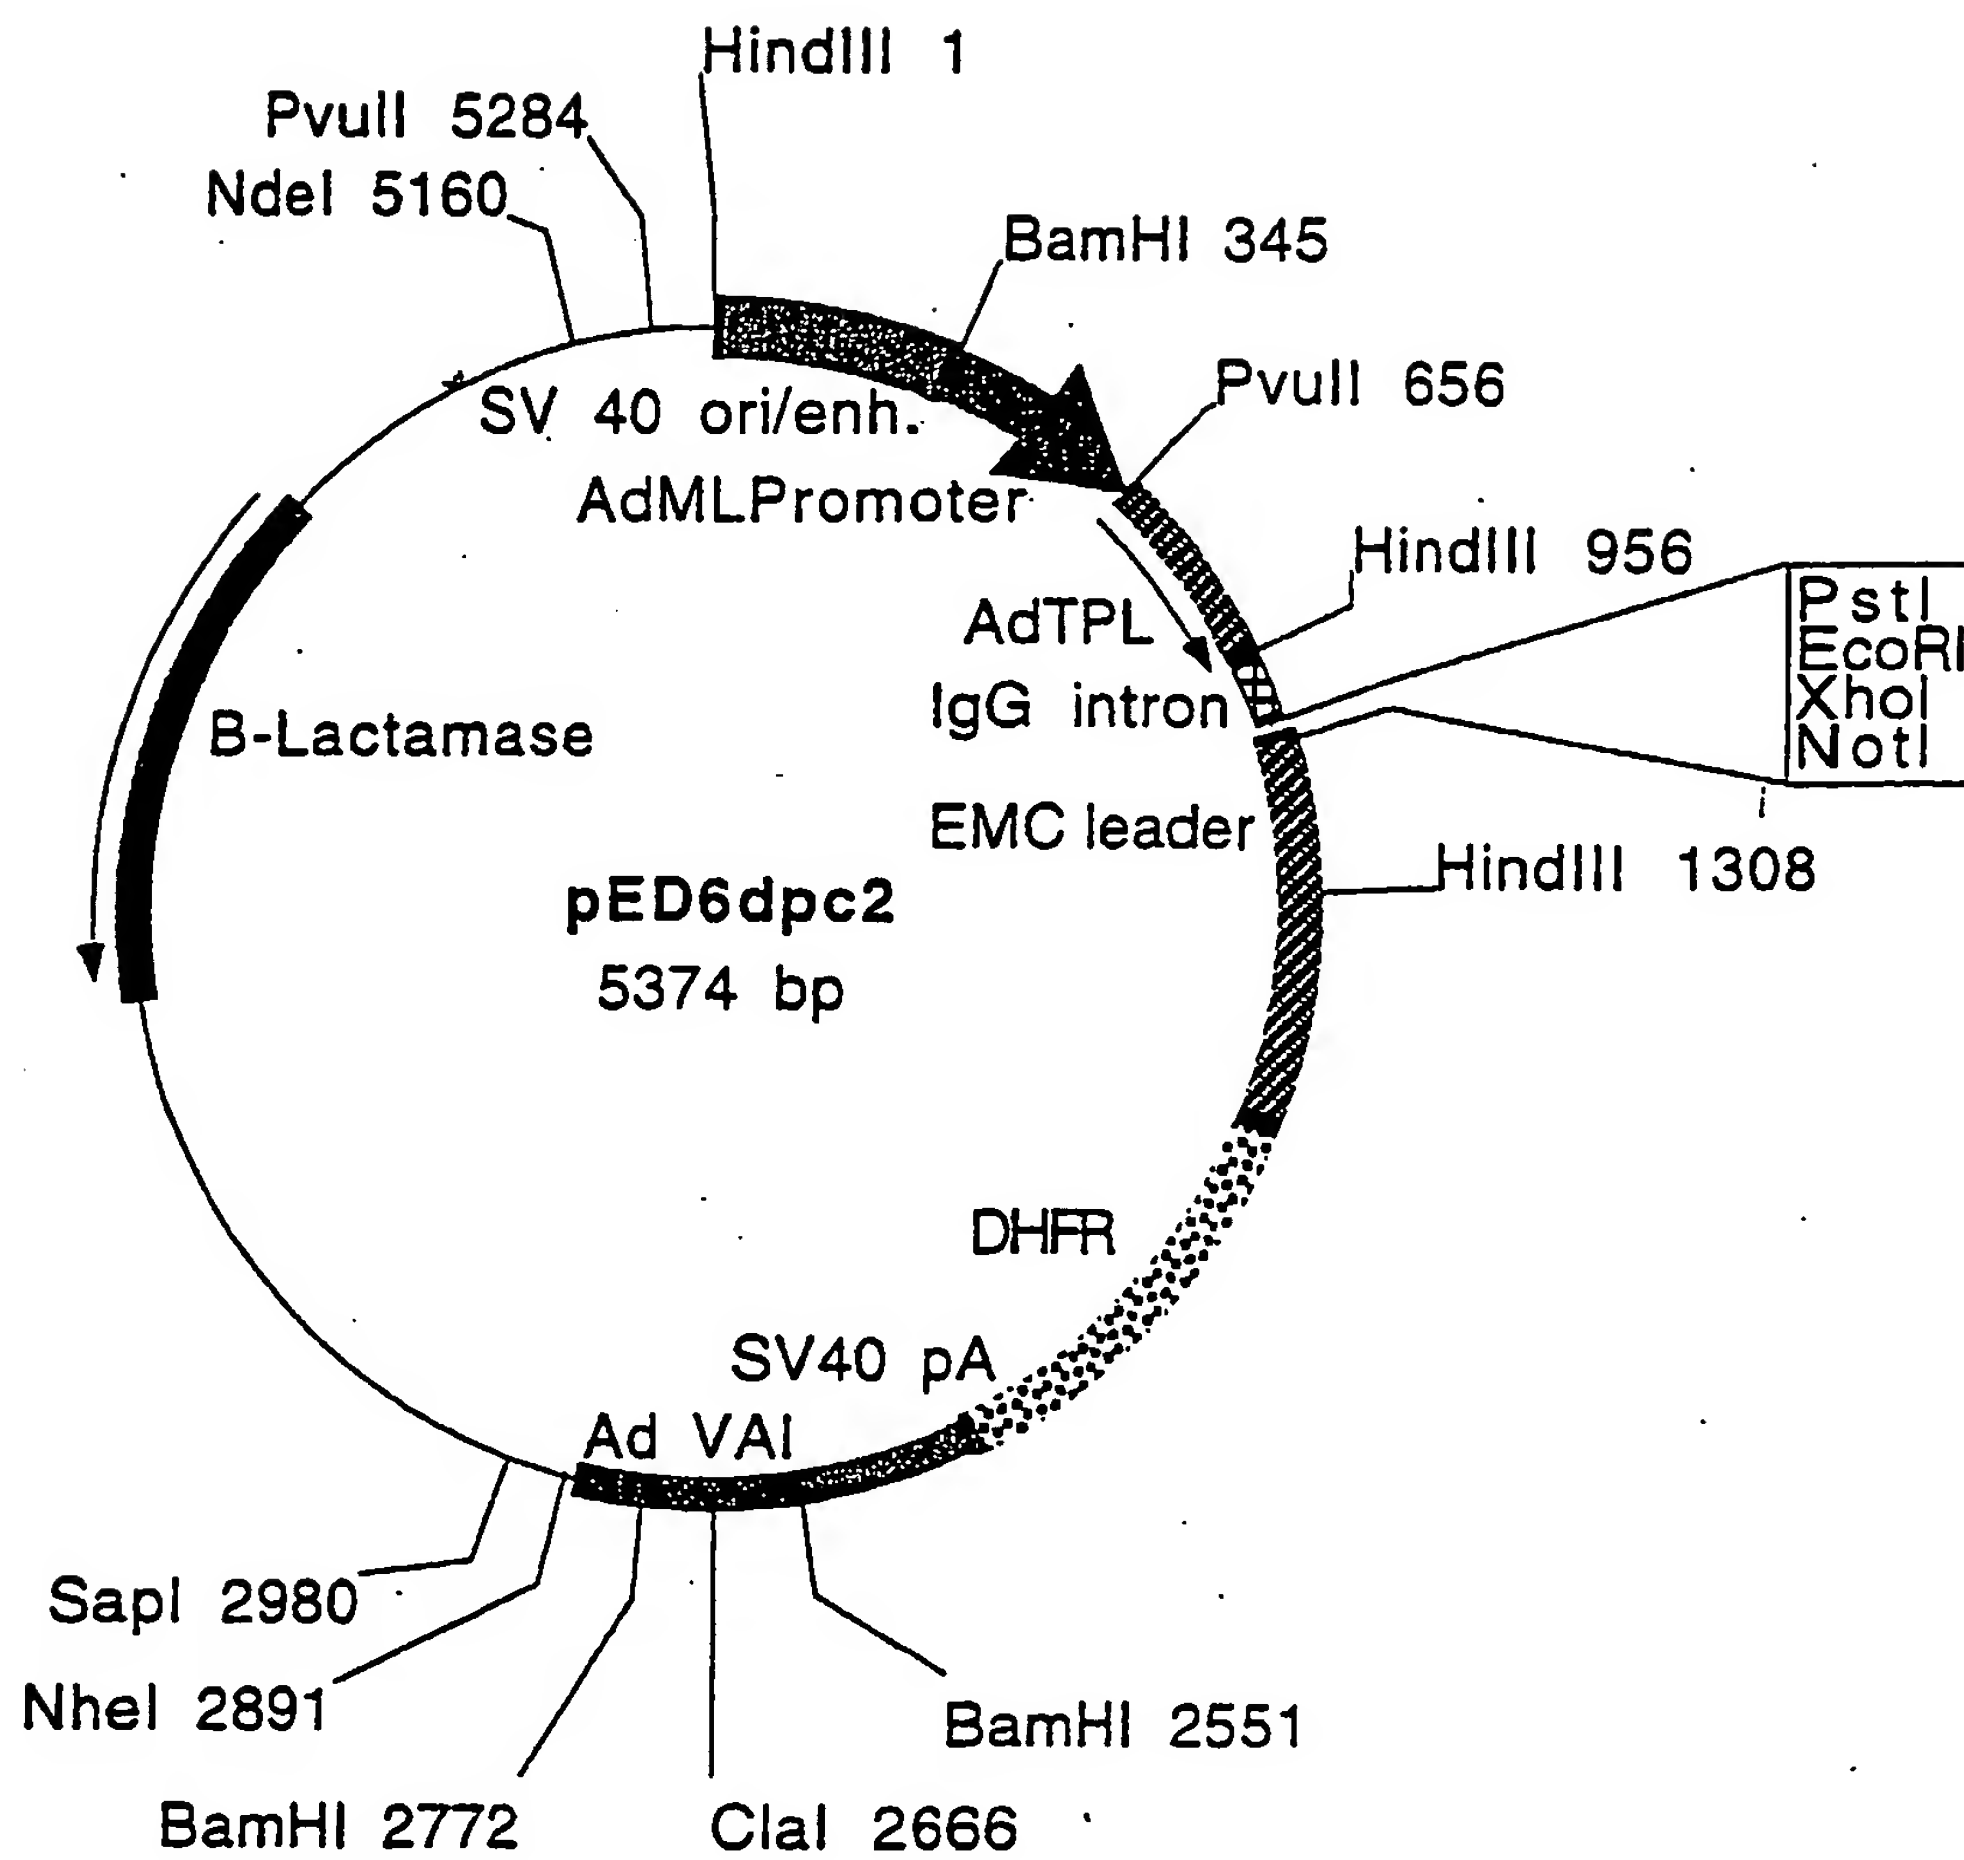 HindIII 1
PvuII 5284
NdeI 5160
BamHI 345
SV 40 ori/enh.
PvuII 656
AdMLPromoter
HindIII 956
PstI
EcoRI
XhoI
NotI
AdTPL
IgG intron
B-Lactamase
EMC leader
HindIII 1308
pED6dpc2
5374 bp
DHFR
SV40 pA
Ad VAI
SapI 2980
NheI 2891
BamHI 2551
BamHI 2772
ClaI 2666